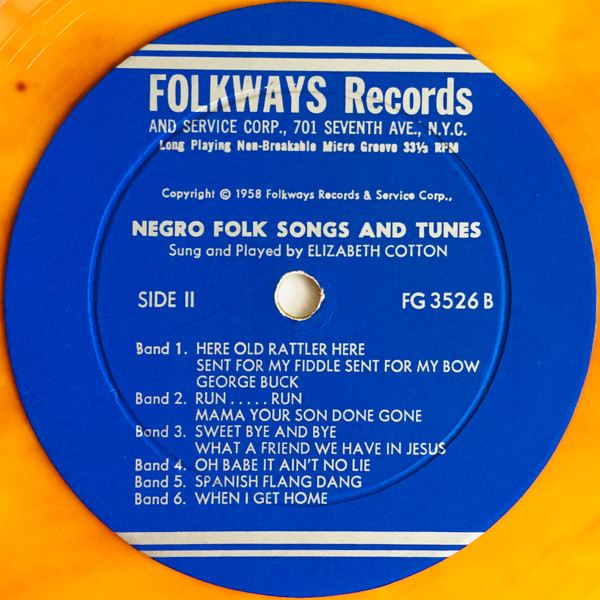 FOLKWAYS Records
AND SERVICE CORP., 701 SEVENTH AVE., N.Y.C.
Long Playing Non-Breakable Micro Groove 33⅓ RPM
Copyright © 1958 Folkways Records & Service Corp.,
NEGRO FOLK SONGS AND TUNES
Sung and Played by ELIZABETH COTTON
SIDE II FG 3526 B
Band 1. HERE OLD RATTLER HERE
SENT FOR MY FIDDLE SENT FOR MY BOW
GEORGE BUCK
Band 2. RUN . . . . . RUN
MAMA YOUR SON DONE GONE
Band 3. SWEET BYE AND BYE
WHAT A FRIEND WE HAVE IN JESUS
Band 4. OH BABE IT AIN'T NO LIE
Band 5. SPANISH FLANG DANG
Band 6. WHEN I GET HOME